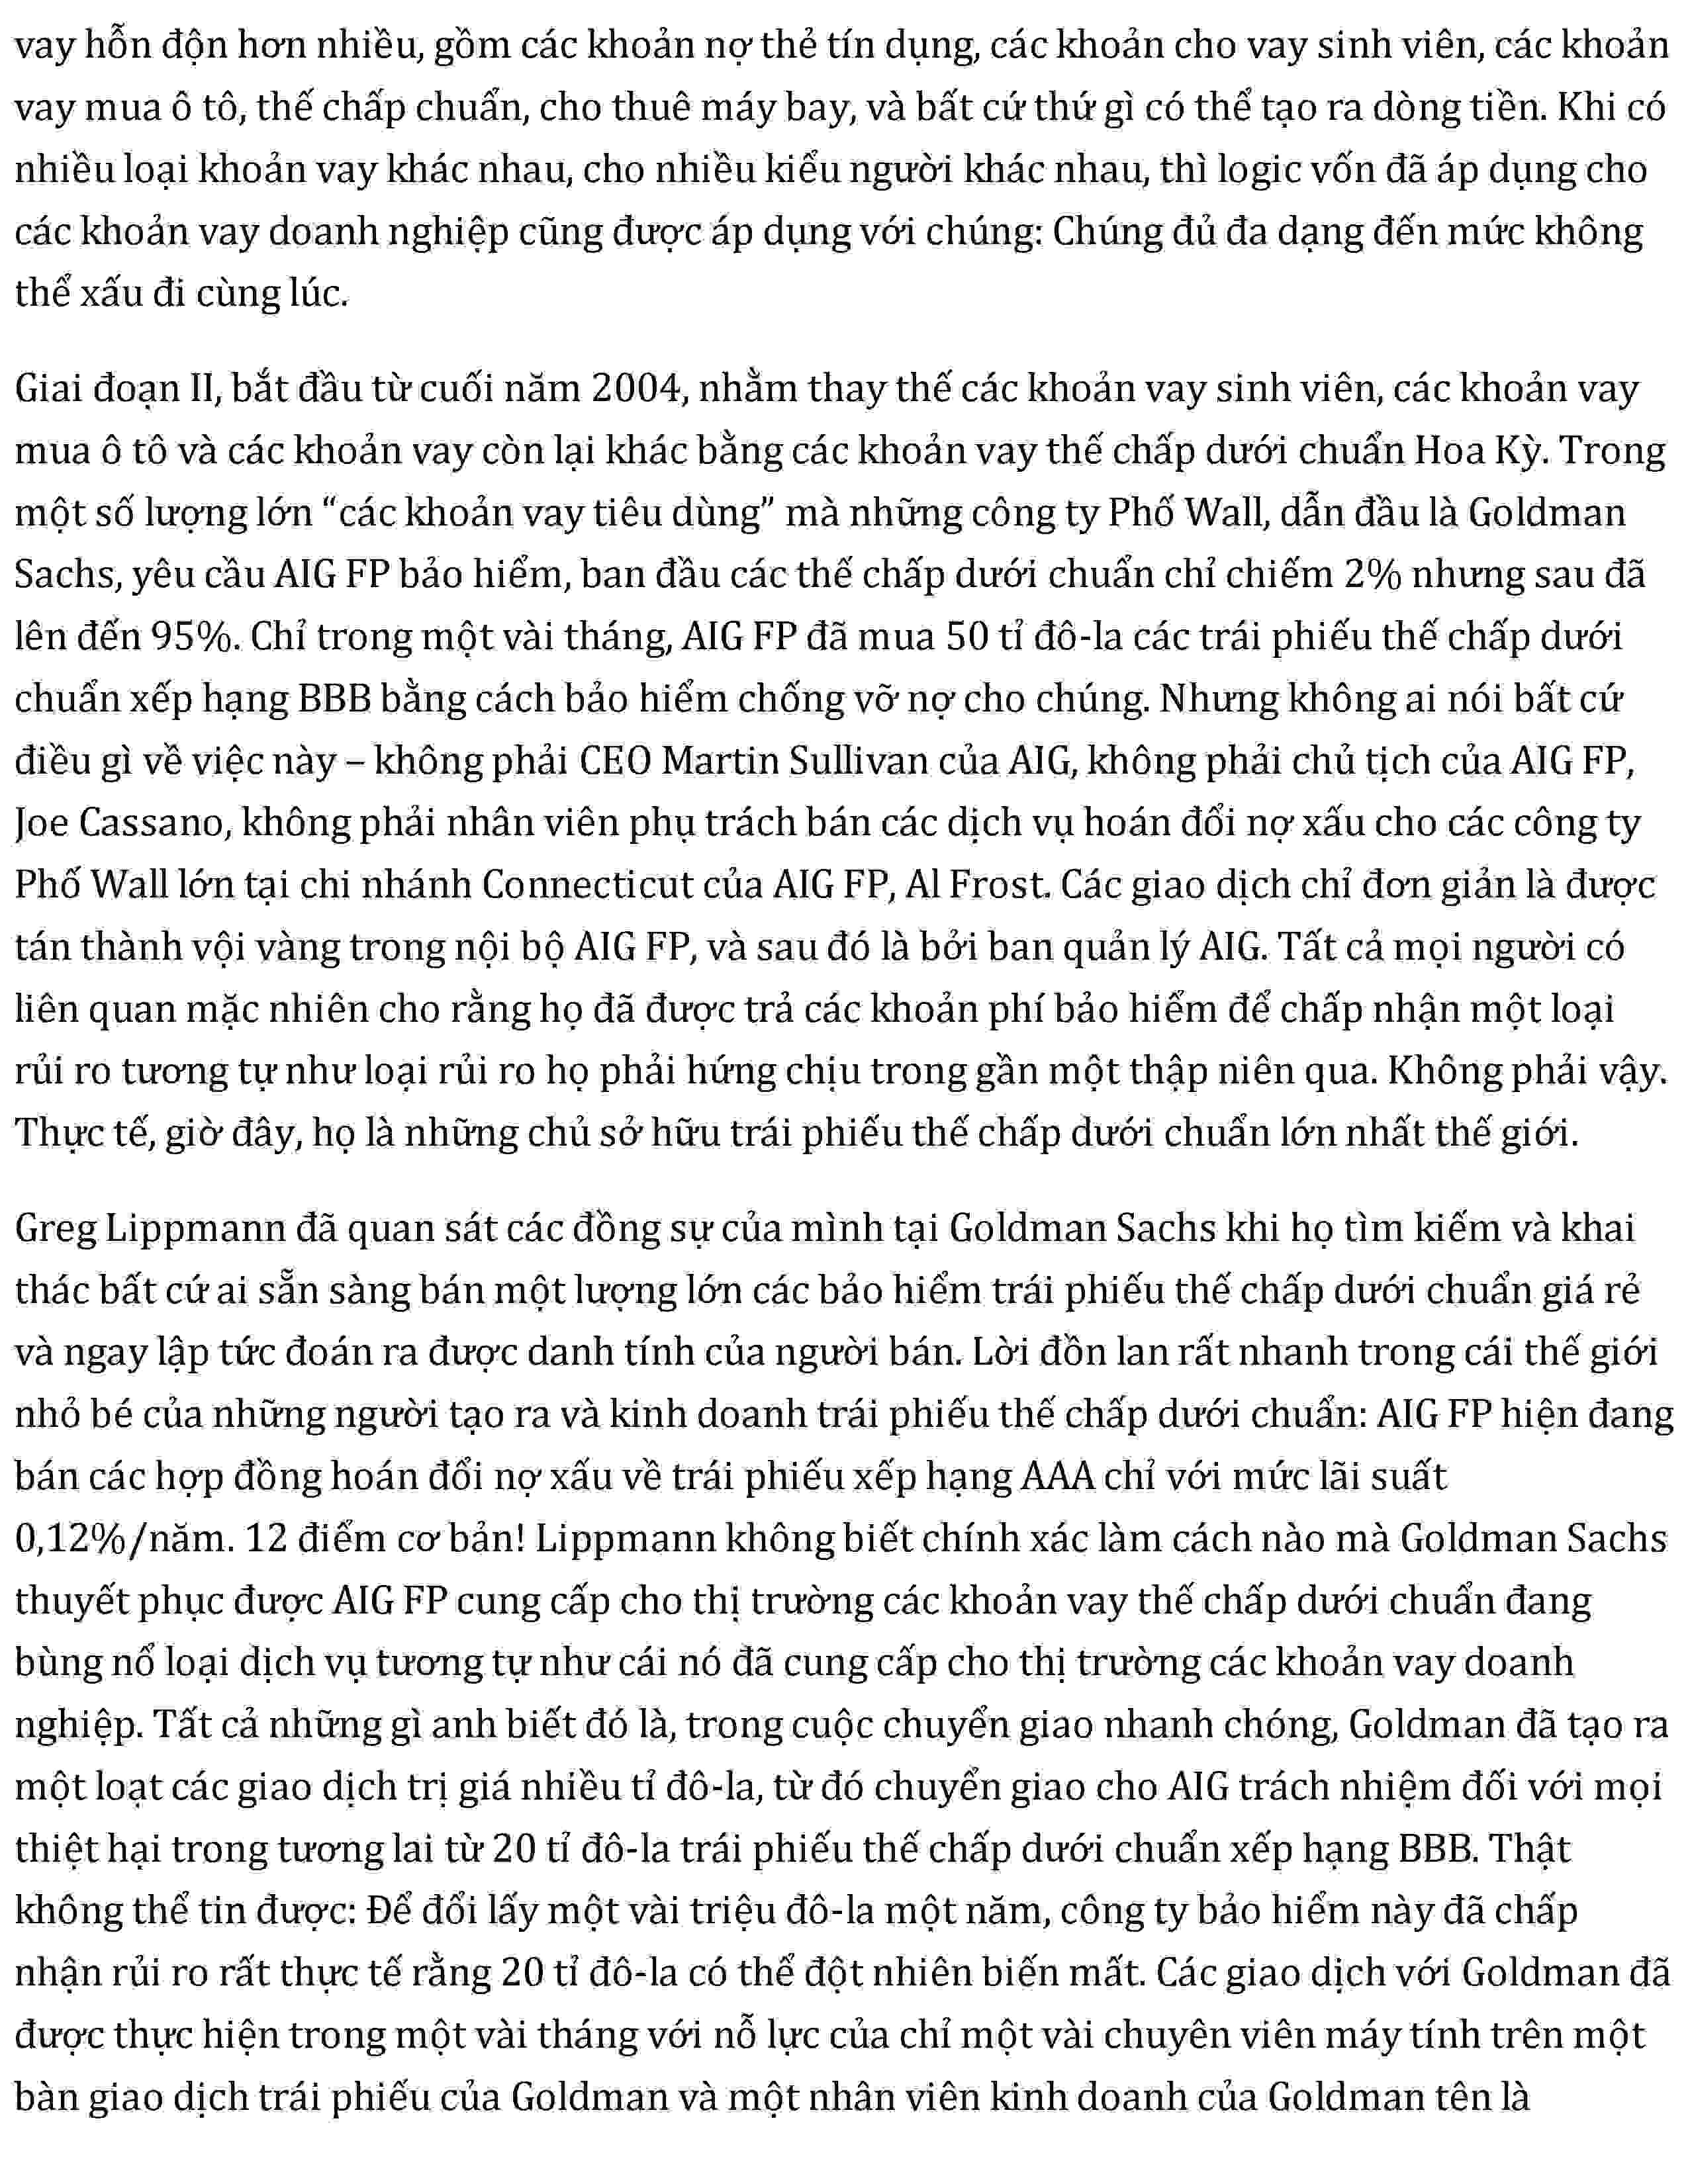 vay hỗn độn hơn nhiều, gồm các khoản nợ thẻ tín dụng, các khoản cho vay sinh viên, các khoản
vay mua ô tô, thế chấp chuẩn, cho thuê máy bay, và bất cứ thứ gì có thể tạo ra dòng tiền. Khi có
nhiều loại khoản vay khác nhau, cho nhiều kiểu người khác nhau, thì logic vốn đã áp dụng cho
các khoản vay doanh nghiệp cũng được áp dụng với chúng: Chúng đủ đa dạng đến mức không
thể xấu đi cùng lúc.
Giai đoạn II, bắt đầu từ cuối năm 2004, nhằm thay thế các khoản vay sinh viên, các khoản vay
mua ô tô và các khoản vay còn lại khác bằng các khoản vay thế chấp dưới chuẩn Hoa Kỳ. Trong
một số lượng lớn “các khoản vay tiêu dùng” mà những công ty Phố Wall, dẫn đầu là Goldman
Sachs, yêu cầu AIG FP bảo hiểm, ban đầu các thế chấp dưới chuẩn chỉ chiếm 2% nhưng sau đã
lên đến 95%. Chỉ trong một vài tháng, AIG FP đã mua 50 tỉ đô-la các trái phiếu thế chấp dưới
chuẩn xếp hạng BBB bằng cách bảo hiểm chống vỡ nợ cho chúng. Nhưng không ai nói bất cứ
điều gì về việc này – không phải CEO Martin Sullivan của AIG, không phải chủ tịch của AIG FP,
Joe Cassano, không phải nhân viên phụ trách bán các dịch vụ hoán đổi nợ xấu cho các công ty
Phố Wall lớn tại chi nhánh Connecticut của AIG FP, Al Frost. Các giao dịch chỉ đơn giản là được
tán thành vội vàng trong nội bộ AIG FP, và sau đó là bởi ban quản lý AIG. Tất cả mọi người có
liên quan mặc nhiên cho rằng họ đã được trả các khoản phí bảo hiểm để chấp nhận một loại
rủi ro tương tự như loại rủi ro họ phải hứng chịu trong gần một thập niên qua. Không phải vậy.
Thực tế, giờ đây, họ là những chủ sở hữu trái phiếu thế chấp dưới chuẩn lớn nhất thế giới.
Greg Lippmann đã quan sát các đồng sự của mình tại Goldman Sachs khi họ tìm kiếm và khai
thác bất cứ ai sẵn sàng bán một lượng lớn các bảo hiểm trái phiếu thế chấp dưới chuẩn giá rẻ
và ngay lập tức đoán ra được danh tính của người bán. Lời đồn lan rất nhanh trong cái thế giới
nhỏ bé của những người tạo ra và kinh doanh trái phiếu thế chấp dưới chuẩn: AIG FP hiện đang
bán các hợp đồng hoán đổi nợ xấu về trái phiếu xếp hạng AAA chỉ với mức lãi suất
0,12%/năm. 12 điểm cơ bản! Lippmann không biết chính xác làm cách nào mà Goldman Sachs
thuyết phục được AIG FP cung cấp cho thị trường các khoản vay thế chấp dưới chuẩn đang
bùng nổ loại dịch vụ tương tự như cái nó đã cung cấp cho thị trường các khoản vay doanh
nghiệp. Tất cả những gì anh biết đó là, trong cuộc chuyển giao nhanh chóng, Goldman đã tạo ra
một loạt các giao dịch trị giá nhiều tỉ đô-la, từ đó chuyển giao cho AIG trách nhiệm đối với mọi
thiệt hại trong tương lai từ 20 tỉ đô-la trái phiếu thế chấp dưới chuẩn xếp hạng BBB. Thật
không thể tin được: Để đổi lấy một vài triệu đô-la một năm, công ty bảo hiểm này đã chấp
nhận rủi ro rất thực tế rằng 20 tỉ đô-la có thể đột nhiên biến mất. Các giao dịch với Goldman đã
được thực hiện trong một vài tháng với nỗ lực của chỉ một vài chuyên viên máy tính trên một
bàn giao dịch trái phiếu của Goldman và một nhân viên kinh doanh của Goldman tên là